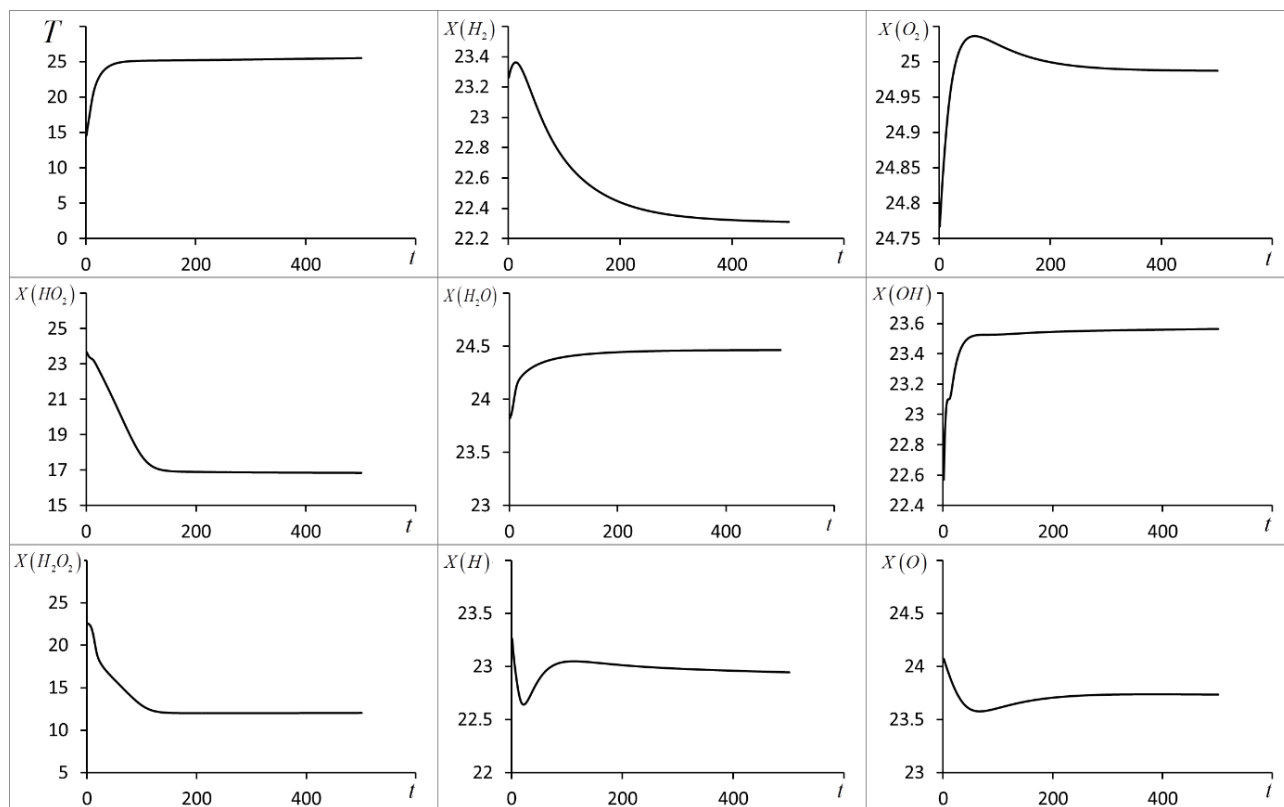 T
30
25
20
15
10
5
0
0 200 400 t
X(H₂)
23.4
23.2
23
22.8
22.6
22.4
22.2
0 200 400 t
X(O₂)
25
24.95
24.9
24.85
24.8
24.75
0 200 400 t
X(HO₂)
25
23
21
19
17
15
0 200 400 t
X(H₂O)
24.5
24
23.5
23
0 200 400 t
X(OH)
23.6
23.4
23.2
23
22.8
22.6
22.4
0 200 400 t
X(H₂O₂)
25
20
15
10
5
0 200 400 t
X(H)
23.5
23
22.5
22
0 200 400 t
X(O)
24.5
24
23.5
23
0 200 400 t